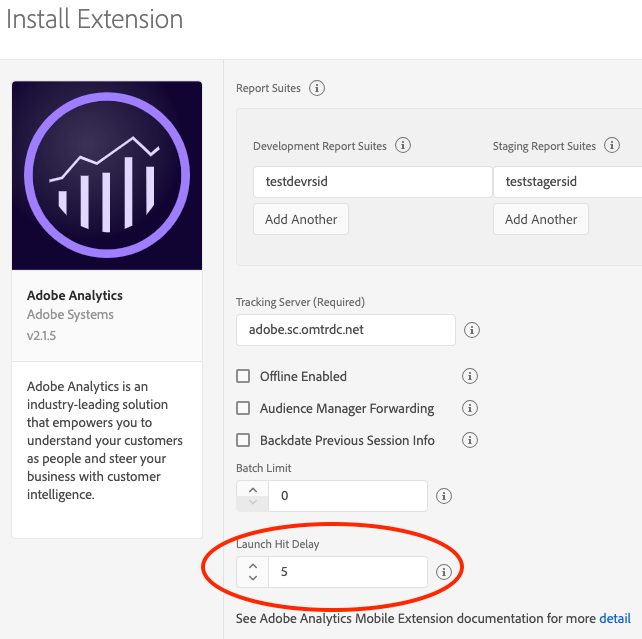 Install Extension
Report Suites
Development Report Suites
Staging Report Suites
testdevrsid
teststagersid
Add Another
Add Another
Adobe Analytics
Adobe Systems
v2.1.5
Adobe Analytics is an
industry-leading solution
that empowers you to
understand your customers
as people and steer your
business with customer
intelligence.
Tracking Server (Required)
adobe.sc.omtrdc.net
Offline Enabled
Audience Manager Forwarding
Backdate Previous Session Info
Batch Limit
0
Launch Hit Delay
5
See Adobe Analytics Mobile Extension documentation for more detail